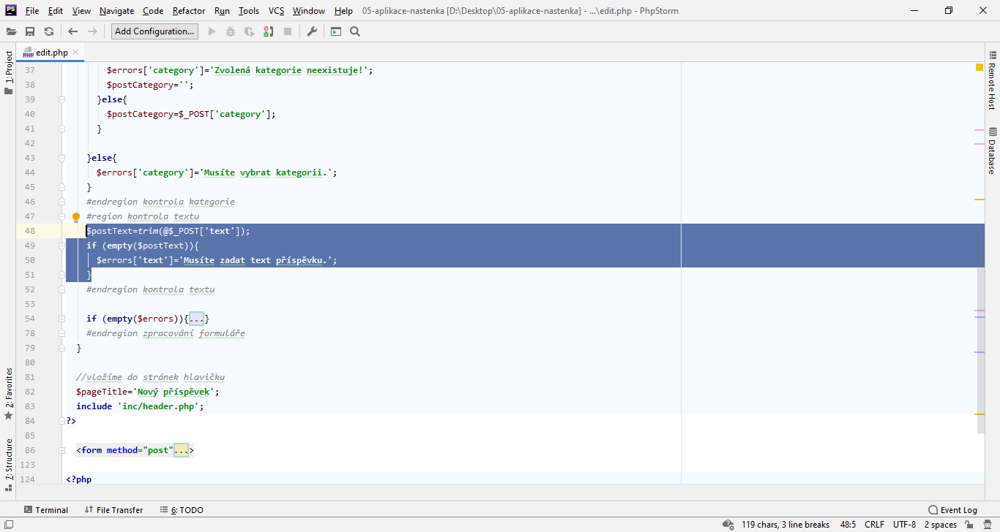 PS File Edit View Navigate Code Refactor Run Tools VCS Window Help 05-aplikace-nastenka [D:\Desktop\05-aplikace-nastenka] - ...\edit.php - PhpStorm
Add Configuration...
PHP edit.php
1: Project
Remote Host
Database
37 $errors['category']='Zvolená kategorie neexistuje!';
38 $postCategory='';
39 }else{
40 $postCategory=$_POST['category'];
41 }
42
43 }else{
44 $errors['category']='Musíte vybrat kategorii.';
45 }
46 #endregion kontrola kategorie
47 #region kontrola textu
48 $postText=trim(@$_POST['text']);
49 if (empty($postText)){
50 $errors['text']='Musíte zadat text příspěvku.';
51 }
52 #endregion kontrola textu
53
54 if (empty($errors)){...}
78 #endregion zpracování formuláře
79 }
80
81 //vložíme do stránek hlavičku
82 $pageTitle='Nový příspěvek';
83 include 'inc/header.php';
84 ?>
85
86 <form method="post"...>
123
124 <?php
2: Favorites
7: Structure
Terminal File Transfer 6: TODO Event Log
119 chars, 3 line breaks 48:5 CRLF UTF-8 2 spaces